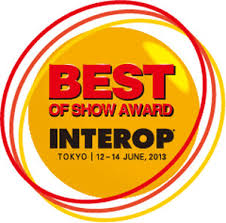 BEST
OF SHOW AWARD
INTEROP
TOKYO | 12-14 JUNE, 2013